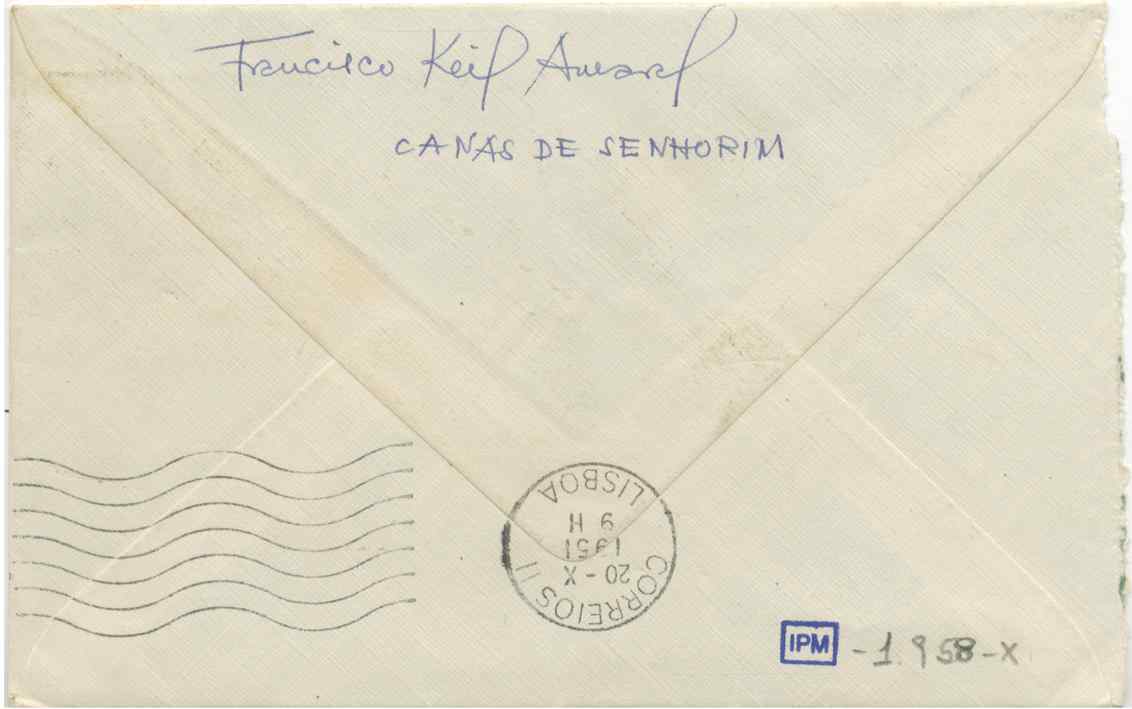 Francisco Keil Amaral
CANAS DE SENHORIM
CORREIOS II
20-X
1951
9 H
LISBOA
IPM -1.958-X